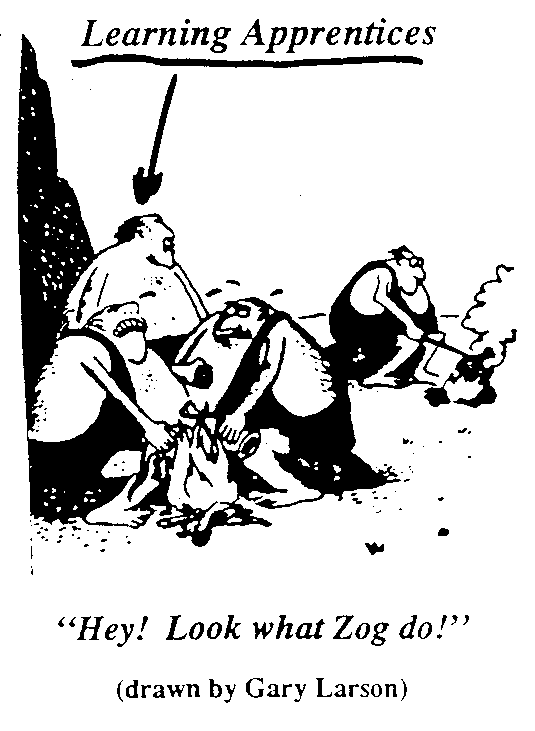 Learning Apprentices
“Hey! Look what Zog do!”
(drawn by Gary Larson)